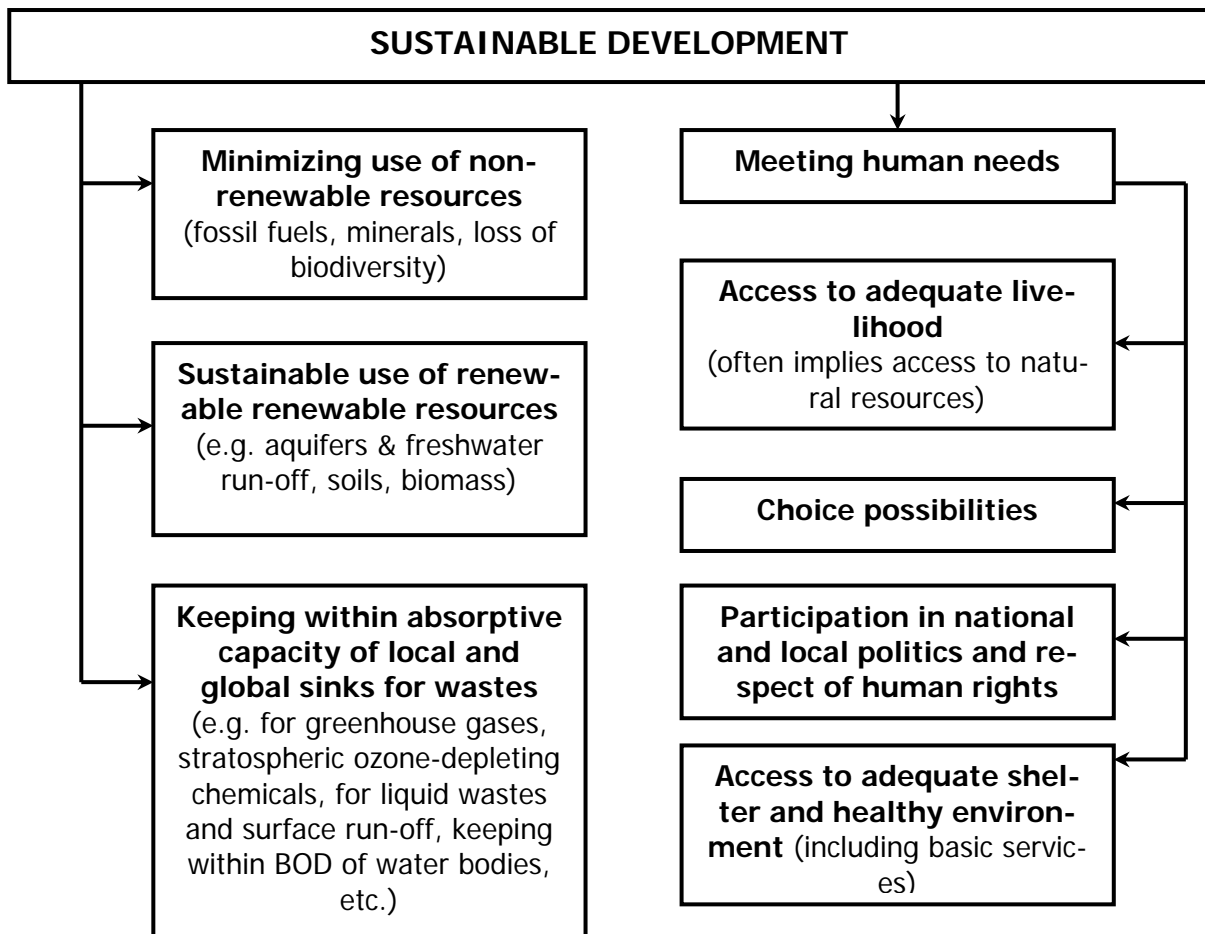 SUSTAINABLE DEVELOPMENT
Minimizing use of non-
renewable resources
(fossil fuels, minerals, loss of
biodiversity)
Sustainable use of renew-
able renewable resources
(e.g. aquifers & freshwater
run-off, soils, biomass)
Keeping within absorptive
capacity of local and
global sinks for wastes
(e.g. for greenhouse gases,
stratospheric ozone-depleting
chemicals, for liquid wastes
and surface run-off, keeping
within BOD of water bodies,
etc.)
Meeting human needs
Access to adequate live-
lihood
(often implies access to natu-
ral resources)
Choice possibilities
Participation in national
and local politics and re-
spect of human rights
Access to adequate shel-
ter and healthy environ-
ment (including basic servic-
es)